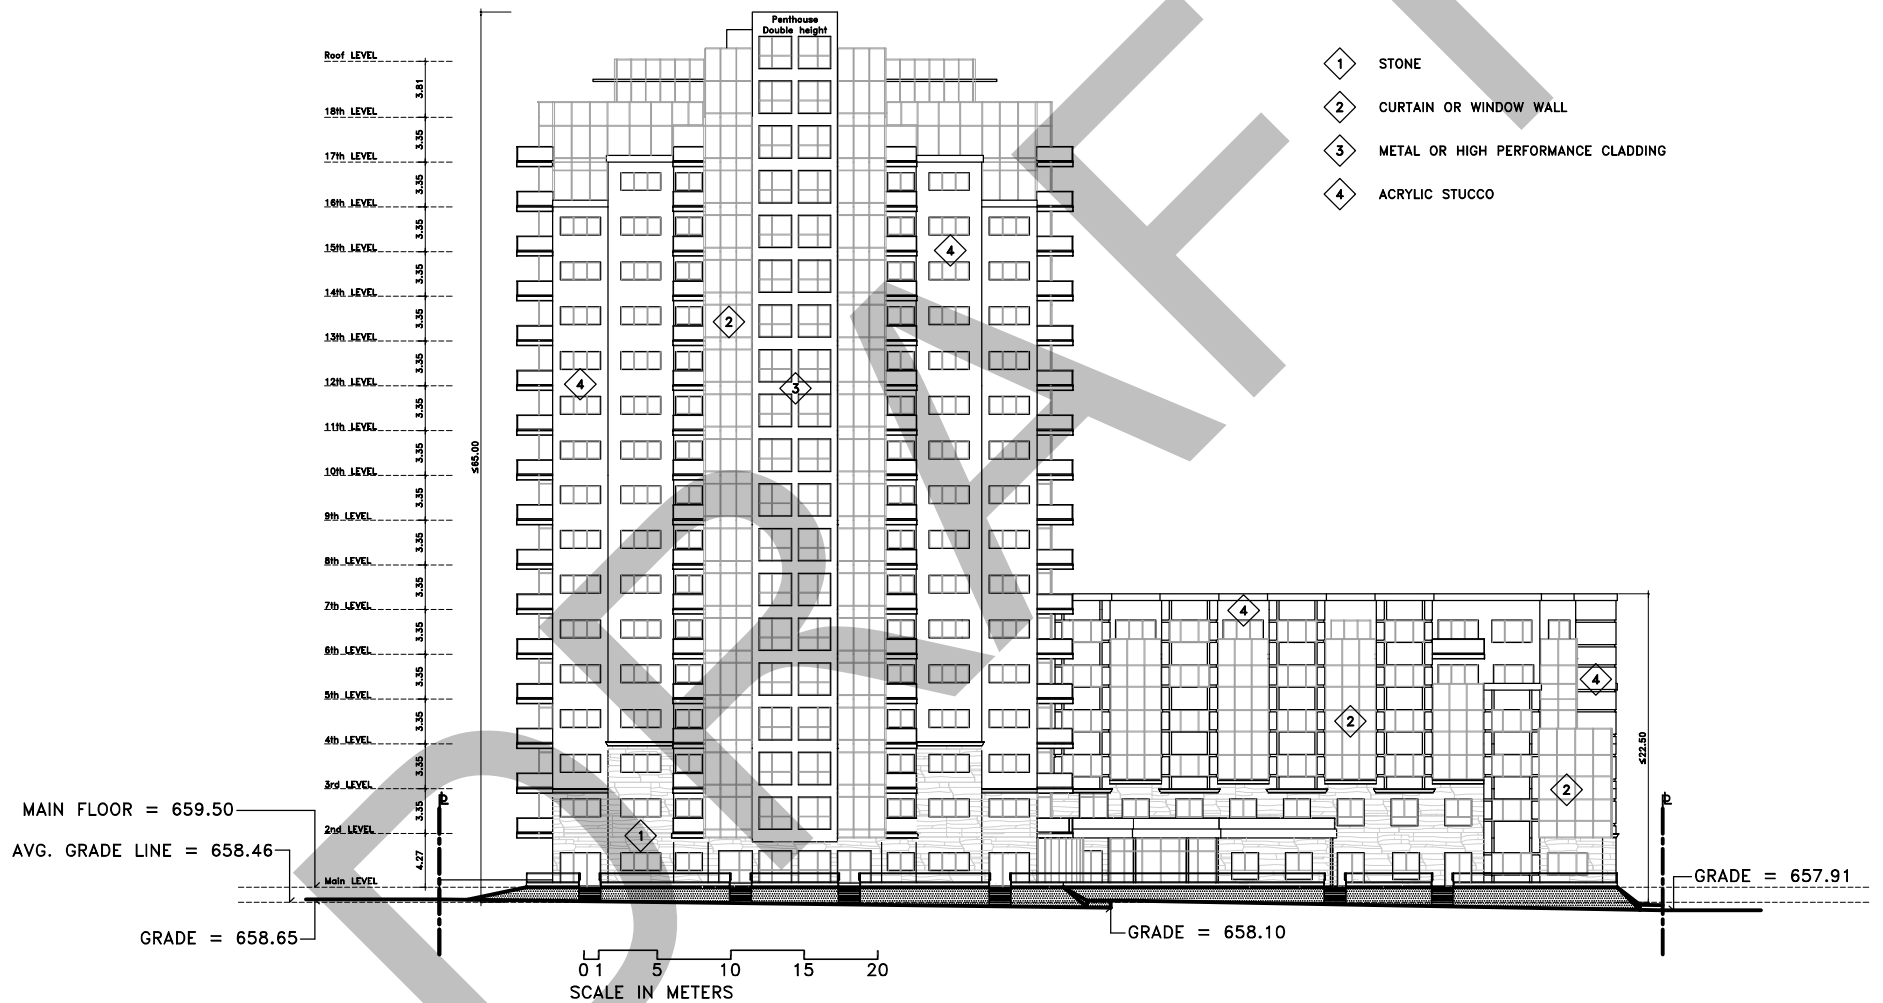 Penthouse
Double height
Roof LEVEL
3.81
18th LEVEL
3.35
17th LEVEL
3.35
16th LEVEL
3.35
15th LEVEL
3.35
14th LEVEL
3.35
13th LEVEL
3.35
12th LEVEL
3.35
11th LEVEL
3.35
10th LEVEL
3.35
9th LEVEL
3.35
8th LEVEL
3.35
7th LEVEL
3.35
6th LEVEL
3.35
5th LEVEL
3.35
4th LEVEL
3.35
3rd LEVEL
3.35
2nd LEVEL
4.27
Main LEVEL
≤65.00
1 STONE
2 CURTAIN OR WINDOW WALL
3 METAL OR HIGH PERFORMANCE CLADDING
4 ACRYLIC STUCCO
4
2
4
3
1
4
4
2
2
≤22.50
MAIN FLOOR = 659.50
AVG. GRADE LINE = 658.46
GRADE = 658.65
GRADE = 658.10
GRADE = 657.91
0 1 5 10 15 20
SCALE IN METERS
DRAFT